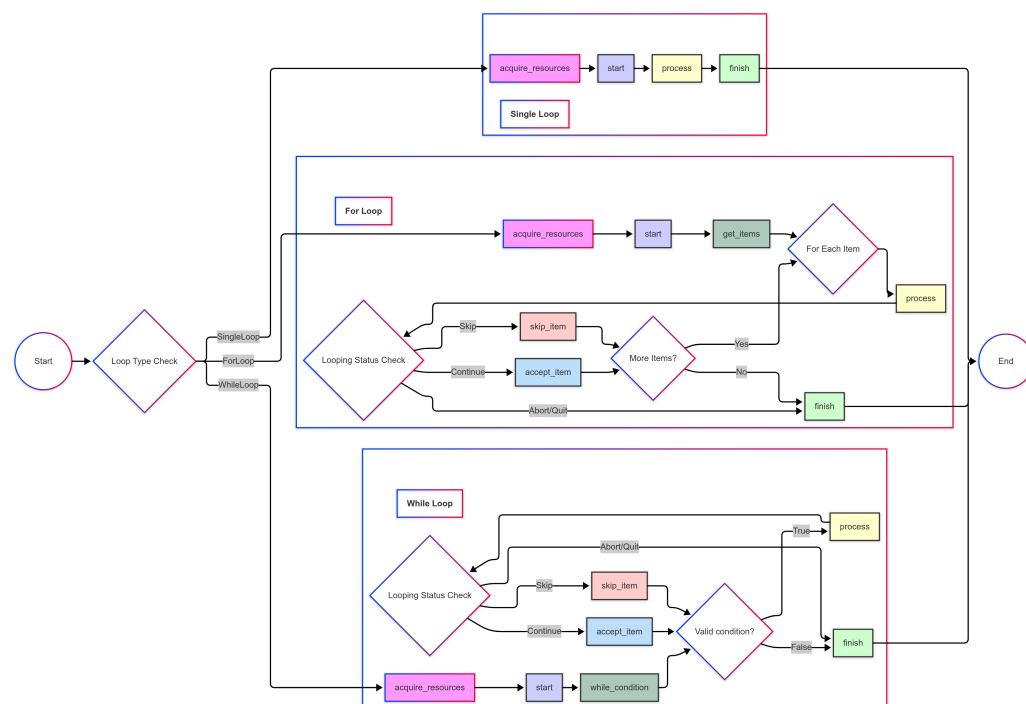 acquire_resources
start
process
finish
Single Loop
For Loop
acquire_resources
start
get_items
For Each Item
process
Start
Loop Type Check
SingleLoop
ForLoop
WhileLoop
Looping Status Check
Skip
skip_item
Continue
accept_item
More Items?
Yes
No
Abort/Quit
finish
End
While Loop
process
True
Abort/Quit
Looping Status Check
Skip
skip_item
Continue
accept_item
Valid condition?
False
finish
acquire_resources
start
while_condition